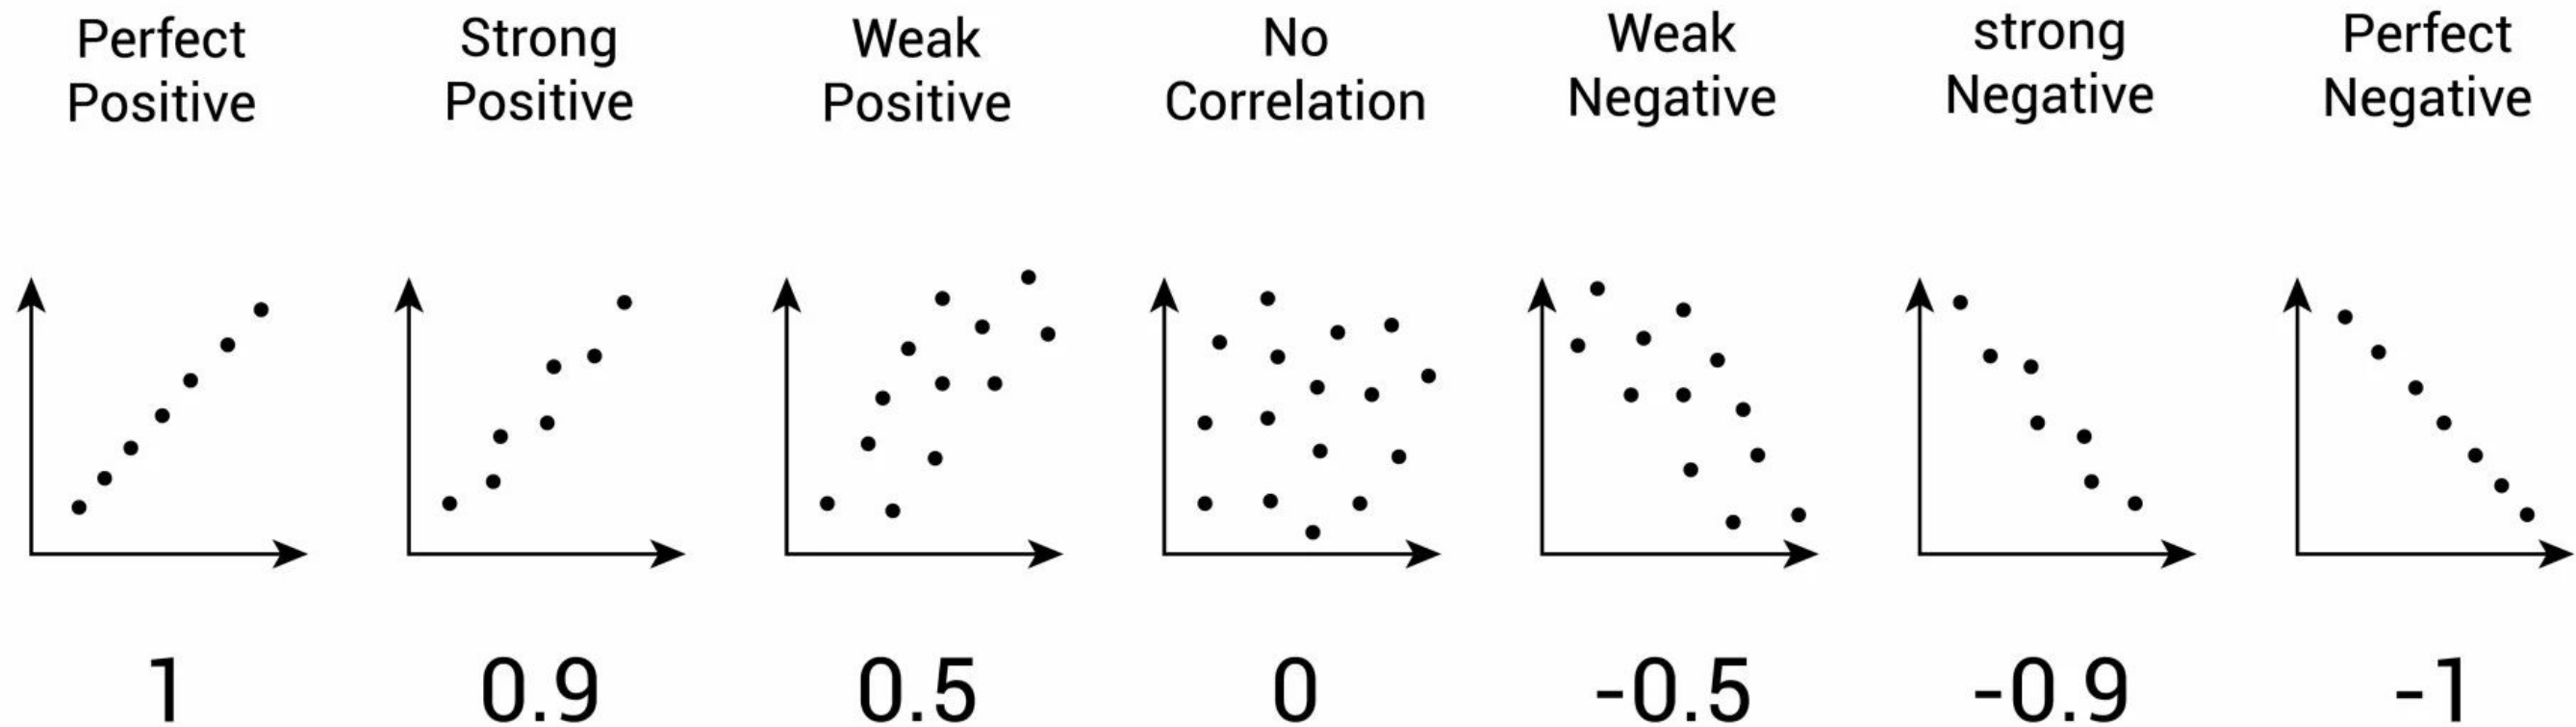 Perfect
Positive
Strong
Positive
Weak
Positive
No
Correlation
Weak
Negative
strong
Negative
Perfect
Negative
1
0.9
0.5
0
-0.5
-0.9
-1